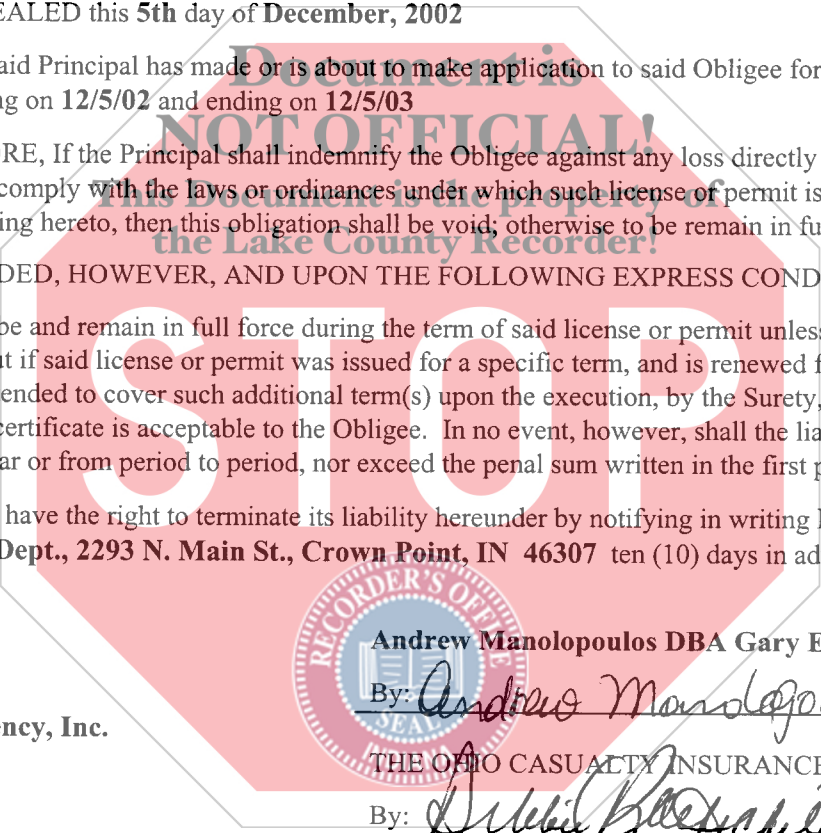 EALED this 5th day of December, 2002
Document is
aid Principal has made or is about to make application to said Obligee for
ng on 12/5/02 and ending on 12/5/03
NOT OFFICIAL!
RE, If the Principal shall indemnify the Obligee against any loss directly
comply with the laws or ordinances under which such license or permit is
This Document is the property of
ing hereto, then this obligation shall be void; otherwise to be remain in fu
the Lake County Recorder!
DED, HOWEVER, AND UPON THE FOLLOWING EXPRESS COND
be and remain in full force during the term of said license or permit unless
ut if said license or permit was issued for a specific term, and is renewed f
ended to cover such additional term(s) upon the execution, by the Surety,
certificate is acceptable to the Obligee. In no event, however, shall the lia
ar or from period to period, nor exceed the penal sum written in the first p
STOP
have the right to terminate its liability hereunder by notifying in writing
Dept., 2293 N. Main St., Crown Point, IN 46307 ten (10) days in ad
RECORDER'S OFFICE
SEAL
Andrew Manolopoulos DBA Gary E
By: Andrew
ncy, Inc.
THE OHIO CASUALTY INSURANCE
By: Debbie